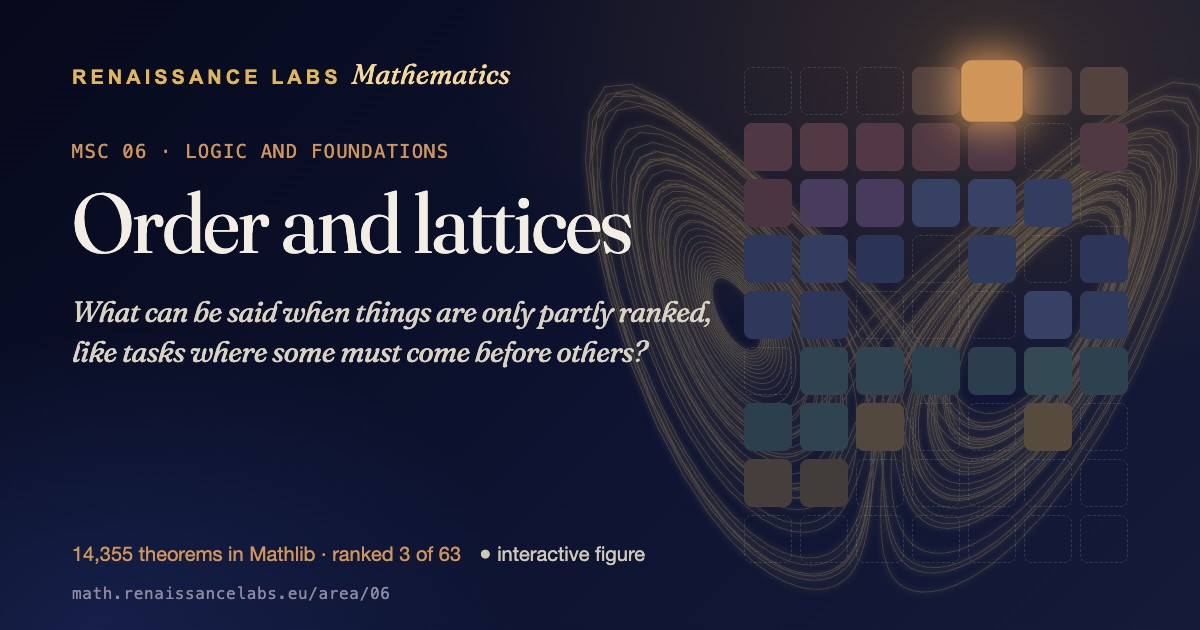 RENAISSANCE LABS Mathematics
MSC 06 · LOGIC AND FOUNDATIONS
Order and lattices
What can be said when things are only partly ranked,
like tasks where some must come before others?
14,355 theorems in Mathlib · ranked 3 of 63 ● interactive figure
math.renaissancelabs.eu/area/06